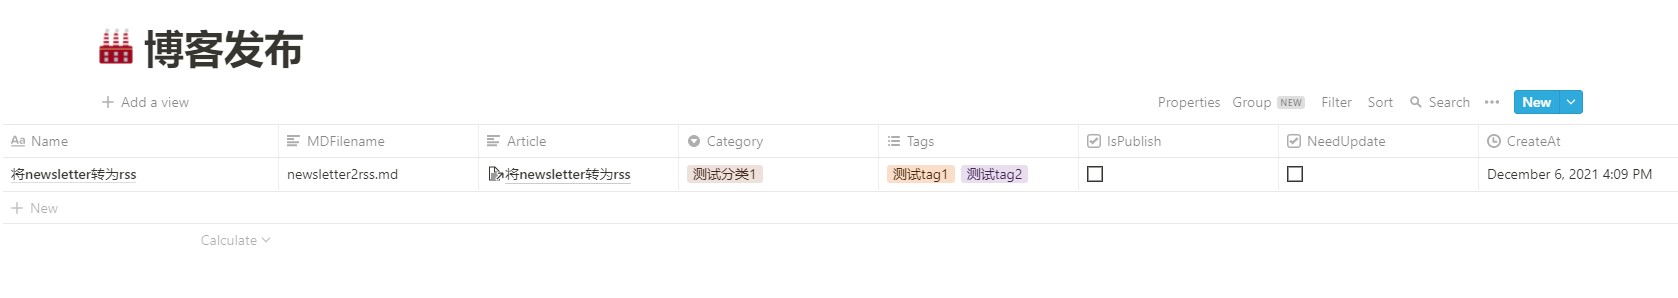 博客发布
Add a view Properties Group NEW Filter Sort Search New
Aa Name MDFilename Article Category Tags IsPublish NeedUpdate CreateAt
将newsletter转为rss newsletter2rss.md 将newsletter转为rss 测试分类1 测试tag1 测试tag2 December 6, 2021 4:09 PM
New
Calculate